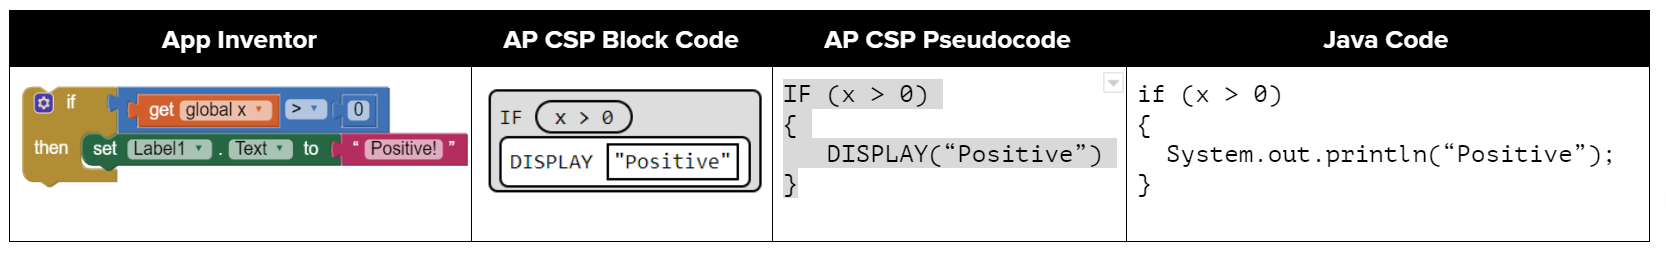 App Inventor
AP CSP Block Code
AP CSP Pseudocode
Java Code
if get global x > 0
then set Label1 . Text to “ Positive! ”
IF x > 0
DISPLAY "Positive"
IF (x > 0)
{
DISPLAY(“Positive”)
}
if (x > 0)
{
System.out.println(“Positive”);
}